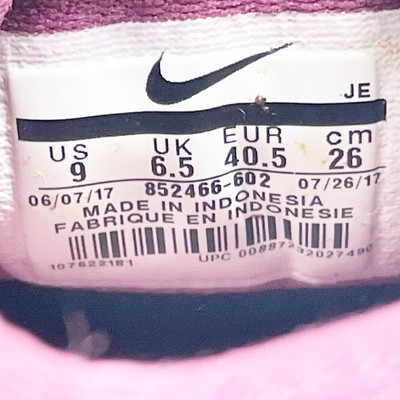 JE
US UK EUR cm
9 6.5 40.5 26
06/07/17 852466-602 07/26/17
MADE IN INDONESIA
FABRIQUE EN INDONESIE
107622181 UPC